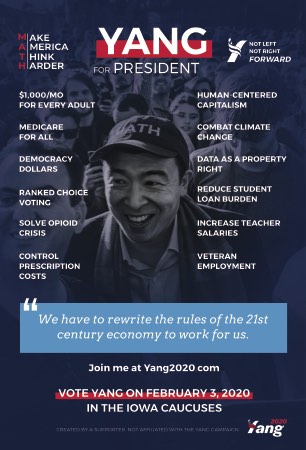 MAKE
AMERICA
THINK
HARDER
YANG
FOR PRESIDENT
NOT LEFT
NOT RIGHT
FORWARD
MATH
$1,000/MO
FOR EVERY ADULT
MEDICARE
FOR ALL
DEMOCRACY
DOLLARS
RANKED CHOICE
VOTING
SOLVE OPIOID
CRISIS
CONTROL
PRESCRIPTION
COSTS
HUMAN-CENTERED
CAPITALISM
COMBAT CLIMATE
CHANGE
DATA AS A PROPERTY
RIGHT
REDUCE STUDENT
LOAN BURDEN
INCREASE TEACHER
SALARIES
VETERAN
EMPLOYMENT
“
We have to rewrite the rules of the 21st
century economy to work for us.
Join me at Yang2020.com
VOTE YANG ON FEBRUARY 3, 2020
IN THE IOWA CAUCUSES
CREATED BY A SUPPORTER. NOT AFFILIATED WITH THE YANG CAMPAIGN.
2020
Yang